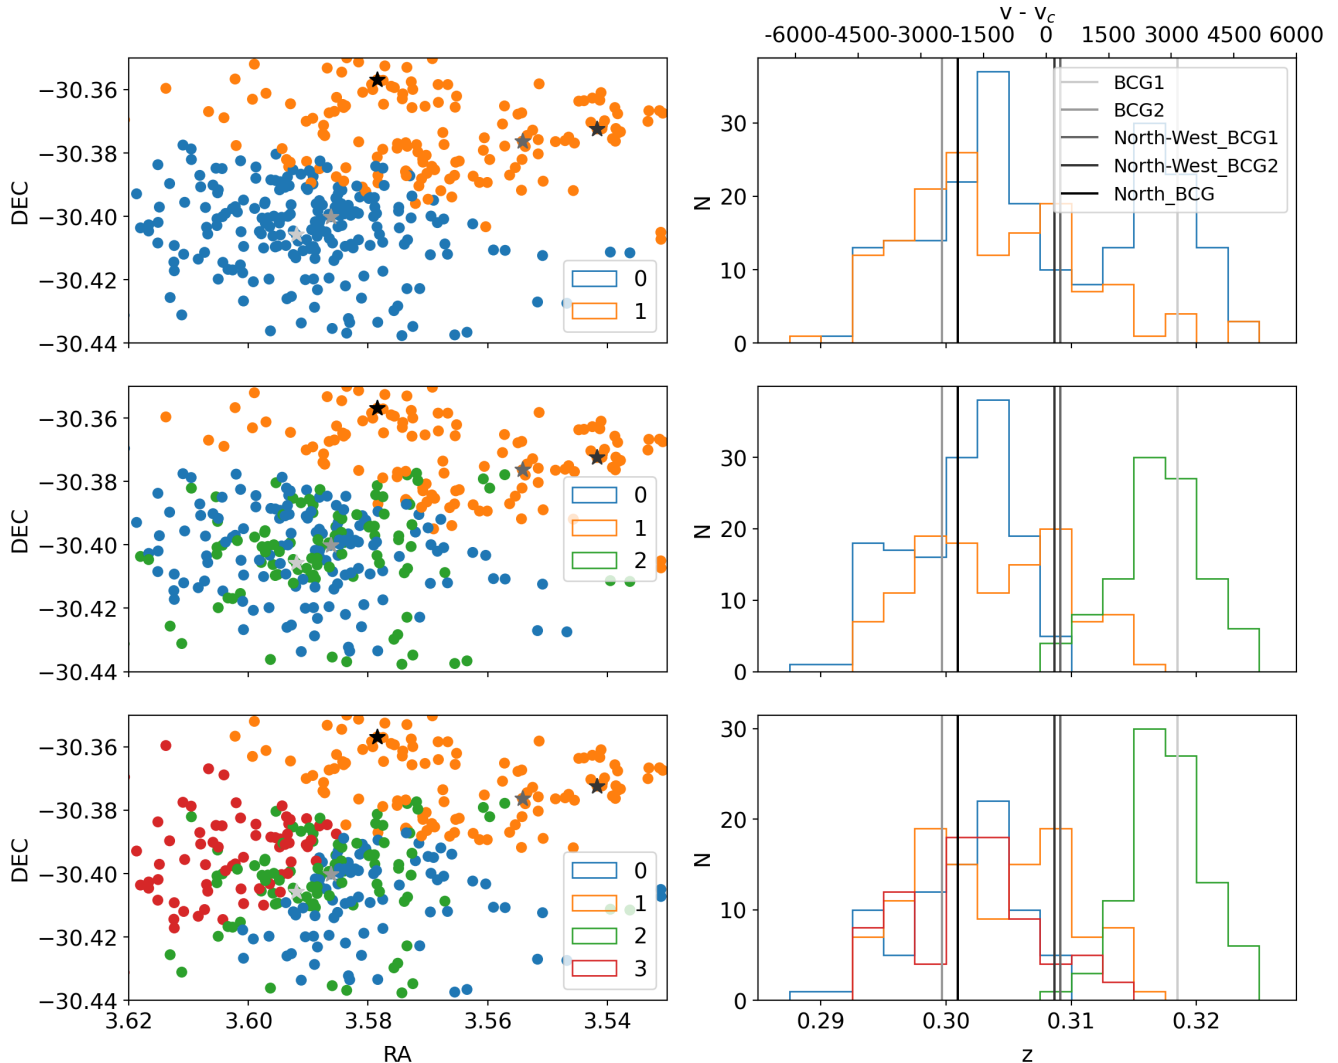 v - v_c
-6000 -4500 -3000 -1500 0 1500 3000 4500 6000
DEC
−30.36
−30.38
−30.40
−30.42
−30.44
0
1
N
30
20
10
0
BCG1
BCG2
North-West_BCG1
North-West_BCG2
North_BCG
DEC
−30.36
−30.38
−30.40
−30.42
−30.44
0
1
2
N
30
20
10
0
DEC
−30.36
−30.38
−30.40
−30.42
−30.44
0
1
2
3
3.62 3.60 3.58 3.56 3.54
RA
N
30
20
10
0
0.29 0.30 0.31 0.32
z